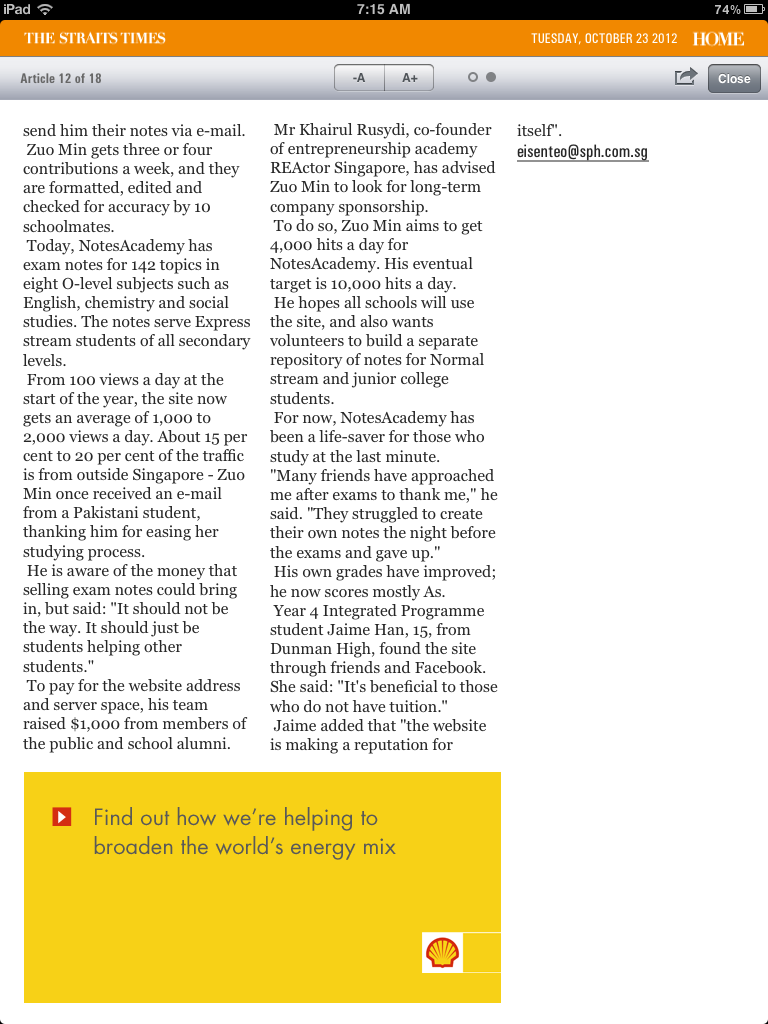 iPad
7:15 AM
74%
THE STRAITS TIMES
TUESDAY, OCTOBER 23 2012
HOME
Article 12 of 18
-A
A+
Close
send him their notes via e-mail.
Zuo Min gets three or four
contributions a week, and they
are formatted, edited and
checked for accuracy by 10
schoolmates.
Today, NotesAcademy has
exam notes for 142 topics in
eight O-level subjects such as
English, chemistry and social
studies. The notes serve Express
stream students of all secondary
levels.
From 100 views a day at the
start of the year, the site now
gets an average of 1,000 to
2,000 views a day. About 15 per
cent to 20 per cent of the traffic
is from outside Singapore - Zuo
Min once received an e-mail
from a Pakistani student,
thanking him for easing her
studying process.
He is aware of the money that
selling exam notes could bring
in, but said: "It should not be
the way. It should just be
students helping other
students."
To pay for the website address
and server space, his team
raised $1,000 from members of
the public and school alumni.
Mr Khairul Rusydi, co-founder
of entrepreneurship academy
REActor Singapore, has advised
Zuo Min to look for long-term
company sponsorship.
To do so, Zuo Min aims to get
4,000 hits a day for
NotesAcademy. His eventual
target is 10,000 hits a day.
He hopes all schools will use
the site, and also wants
volunteers to build a separate
repository of notes for Normal
stream and junior college
students.
For now, NotesAcademy has
been a life-saver for those who
study at the last minute.
"Many friends have approached
me after exams to thank me," he
said. "They struggled to create
their own notes the night before
the exams and gave up."
His own grades have improved;
he now scores mostly As.
Year 4 Integrated Programme
student Jaime Han, 15, from
Dunman High, found the site
through friends and Facebook.
She said: "It's beneficial to those
who do not have tuition."
Jaime added that "the website
is making a reputation for
itself".
eisenteo@sph.com.sg
Find out how we're helping to
broaden the world's energy mix